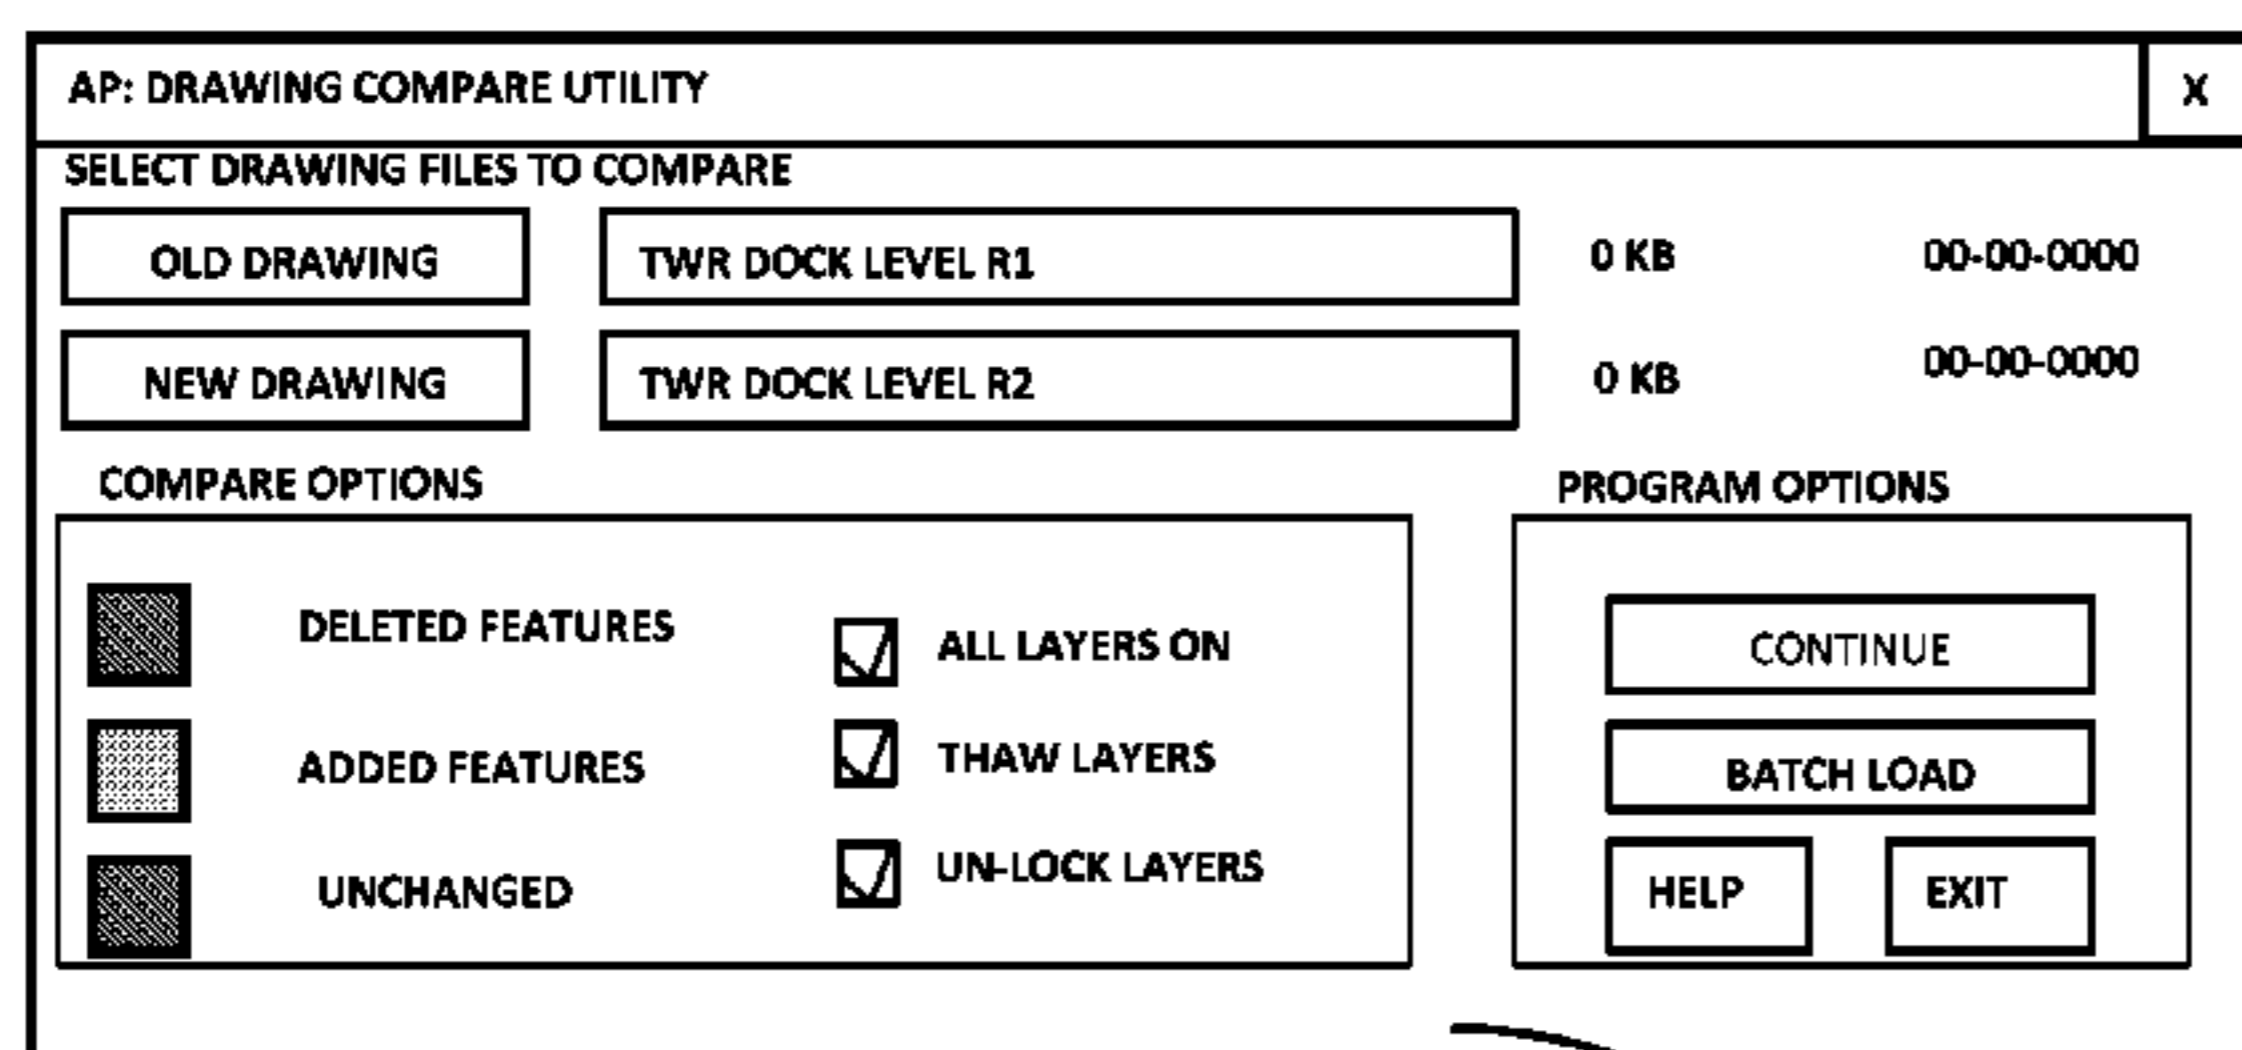 AP: DRAWING COMPARE UTILITY X
SELECT DRAWING FILES TO COMPARE
OLD DRAWING TWR DOCK LEVEL R1 0 KB 00-00-0000
NEW DRAWING TWR DOCK LEVEL R2 0 KB 00-00-0000
COMPARE OPTIONS PROGRAM OPTIONS
DELETED FEATURES ALL LAYERS ON CONTINUE
ADDED FEATURES THAW LAYERS BATCH LOAD
UNCHANGED UN-LOCK LAYERS HELP EXIT